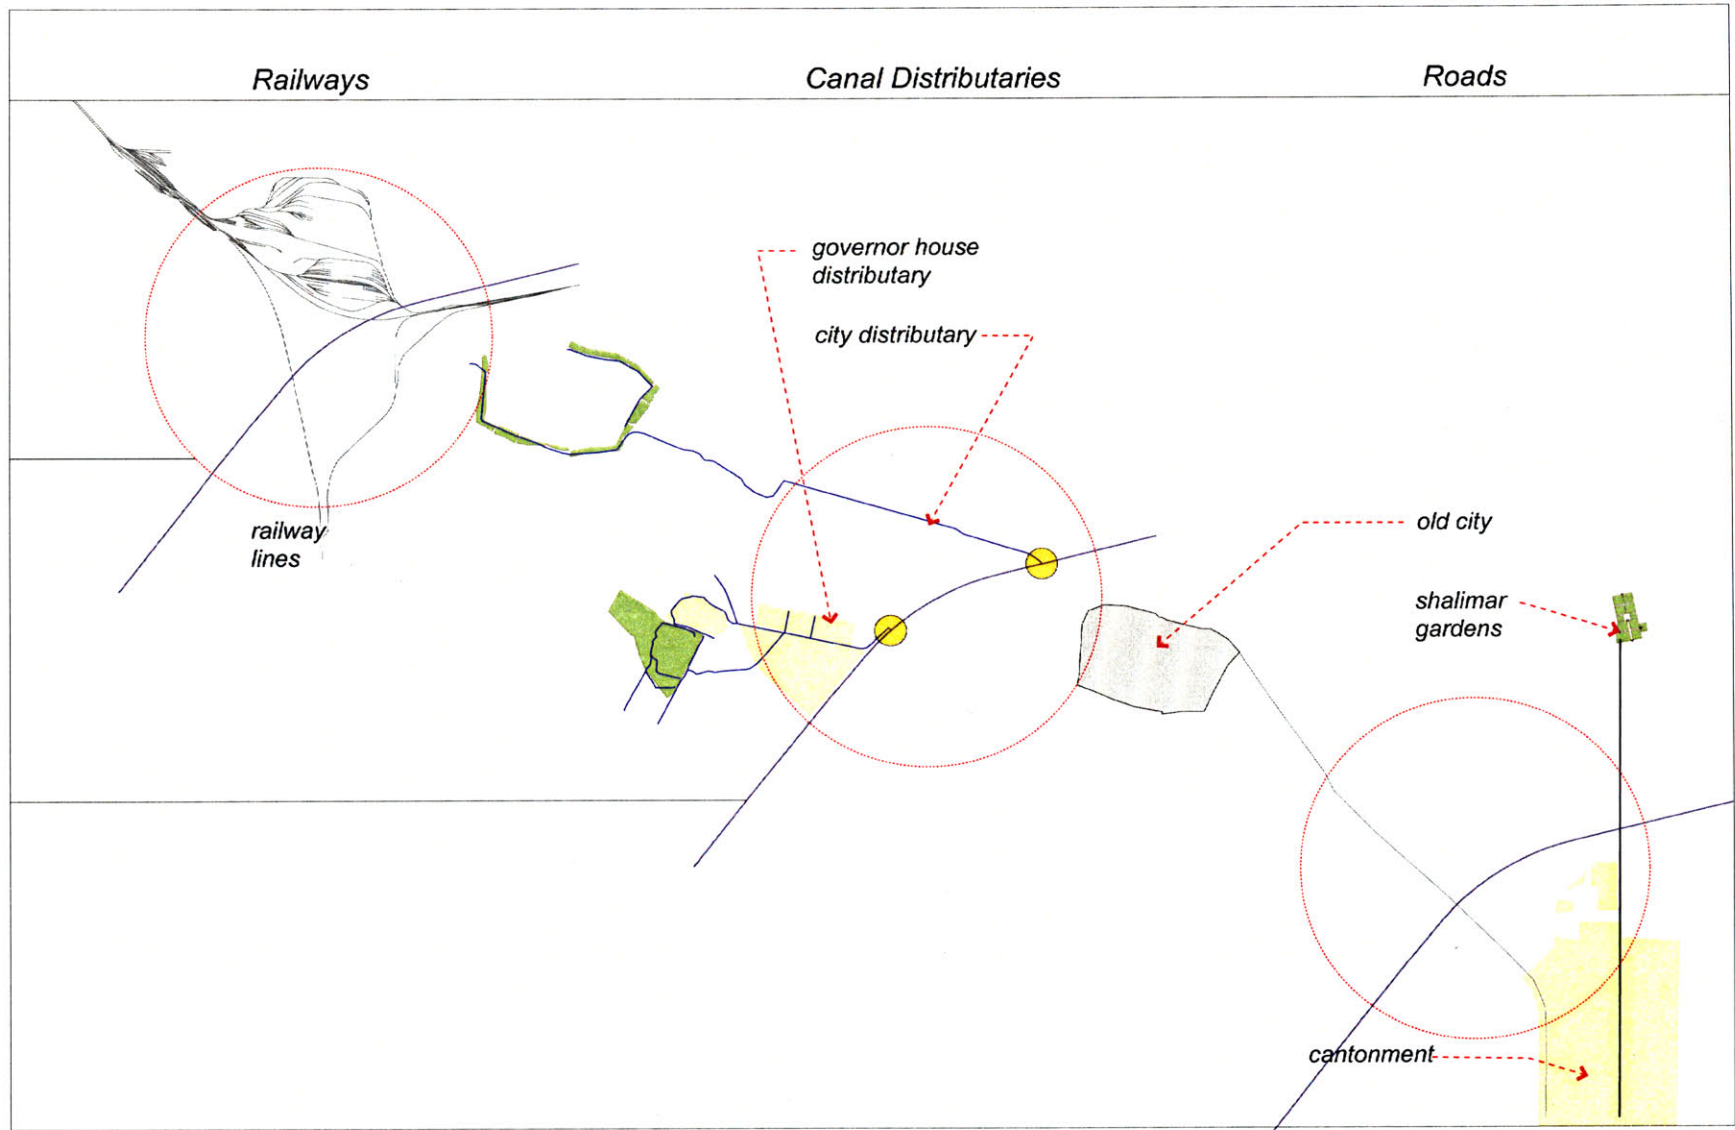 Railways
Canal Distributaries
Roads
governor house
distributary
city distributary
railway
lines
old city
shalimar
gardens
cantonment